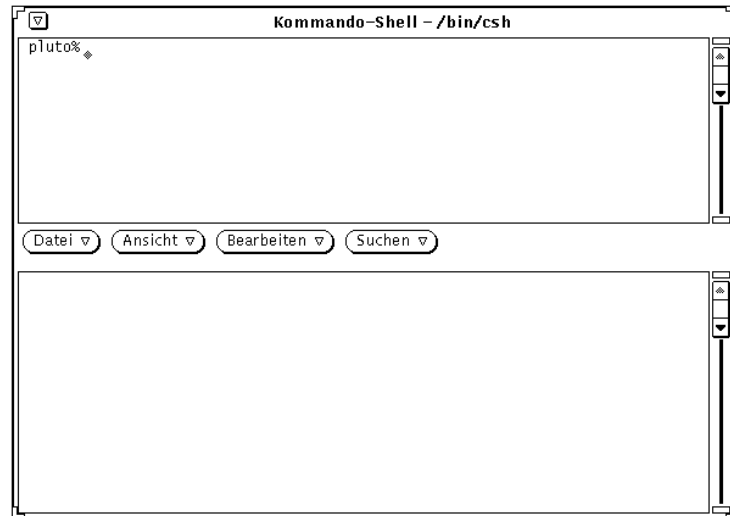 Kommando-Shell - /bin/csh
pluto%
Datei Ansicht Bearbeiten Suchen